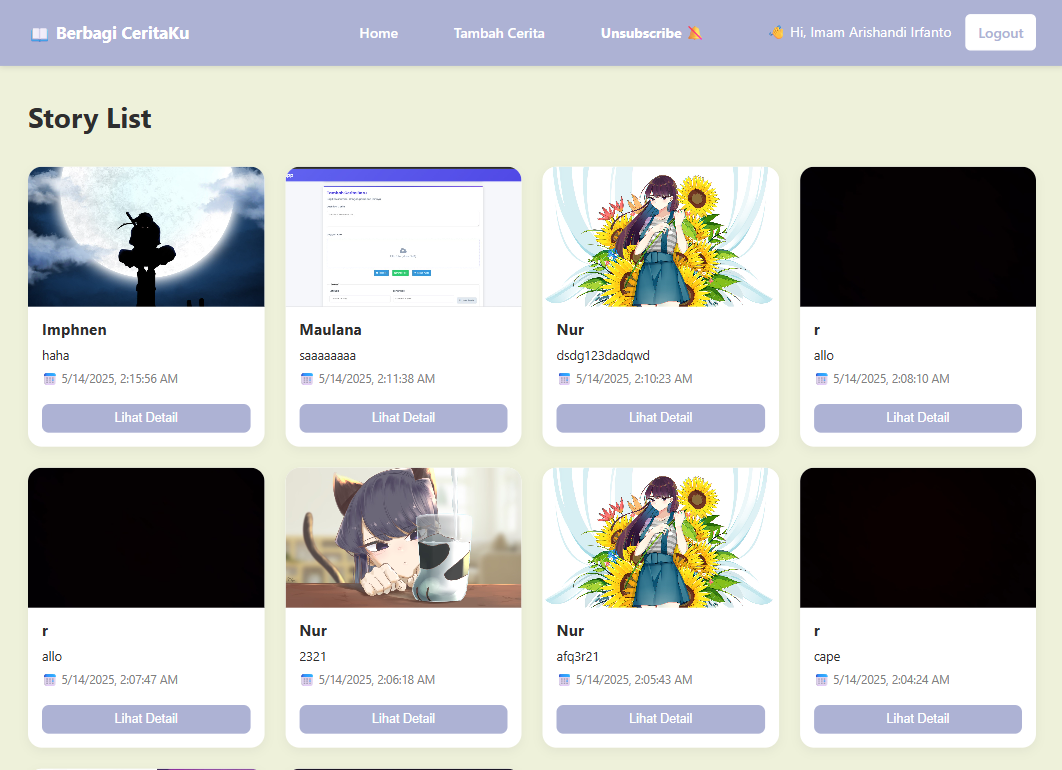 Berbagi CeritaKu
Home
Tambah Cerita
Unsubscribe
Hi, Imam Arishandi Irfanto
Logout
Story List
Imphnen
haha
5/14/2025, 2:15:56 AM
Lihat Detail
Maulana
saaaaaaaa
5/14/2025, 2:11:38 AM
Lihat Detail
Nur
dsdg123dadqwd
5/14/2025, 2:10:23 AM
Lihat Detail
r
allo
5/14/2025, 2:08:10 AM
Lihat Detail
r
allo
5/14/2025, 2:07:47 AM
Lihat Detail
Nur
2321
5/14/2025, 2:06:18 AM
Lihat Detail
Nur
afq3r21
5/14/2025, 2:05:43 AM
Lihat Detail
r
cape
5/14/2025, 2:04:24 AM
Lihat Detail